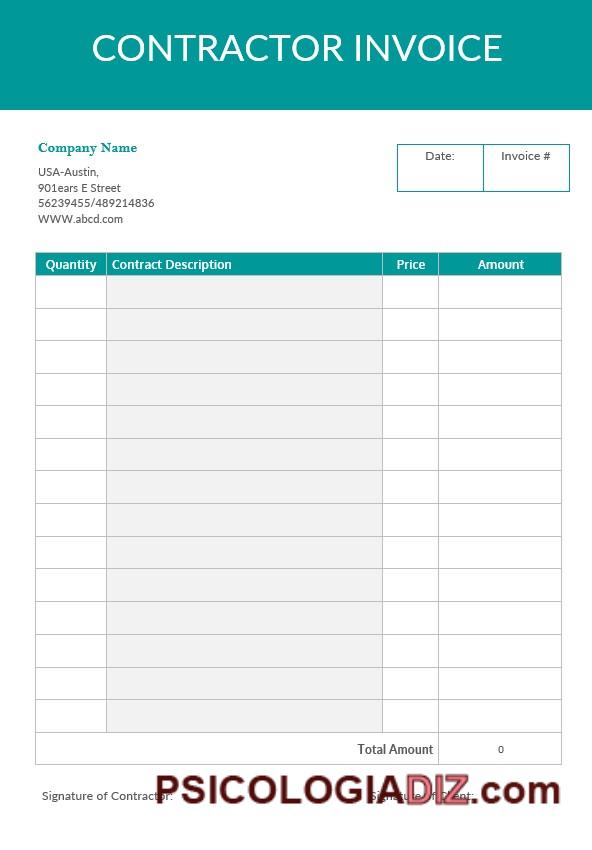 CONTRACTOR INVOICE
Company Name
USA-Austin,
901ears E Street
56239455/489214836
WWW.abcd.com
Date: Invoice #
Quantity Contract Description Price Amount
Total Amount 0
Signature of Contractor: Signature of Client:
PSICOLOGIADIZ.com